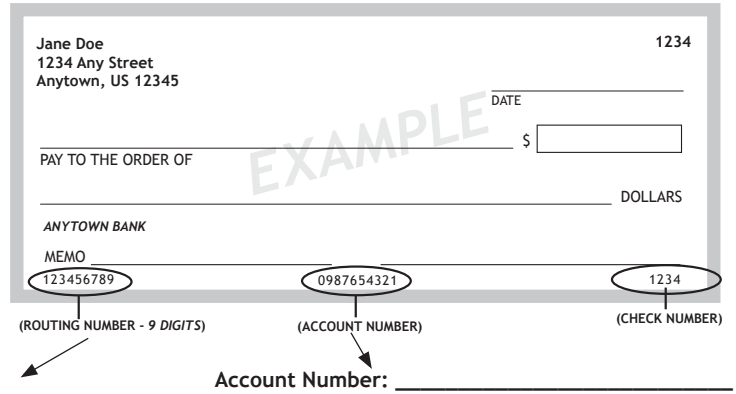 Jane Doe 1234
1234 Any Street
Anytown, US 12345
DATE
EXAMPLE
$
PAY TO THE ORDER OF
DOLLARS
ANYTOWN BANK
MEMO
123456789 0987654321 1234
(ROUTING NUMBER - 9 DIGITS) (ACCOUNT NUMBER) (CHECK NUMBER)
Account Number: